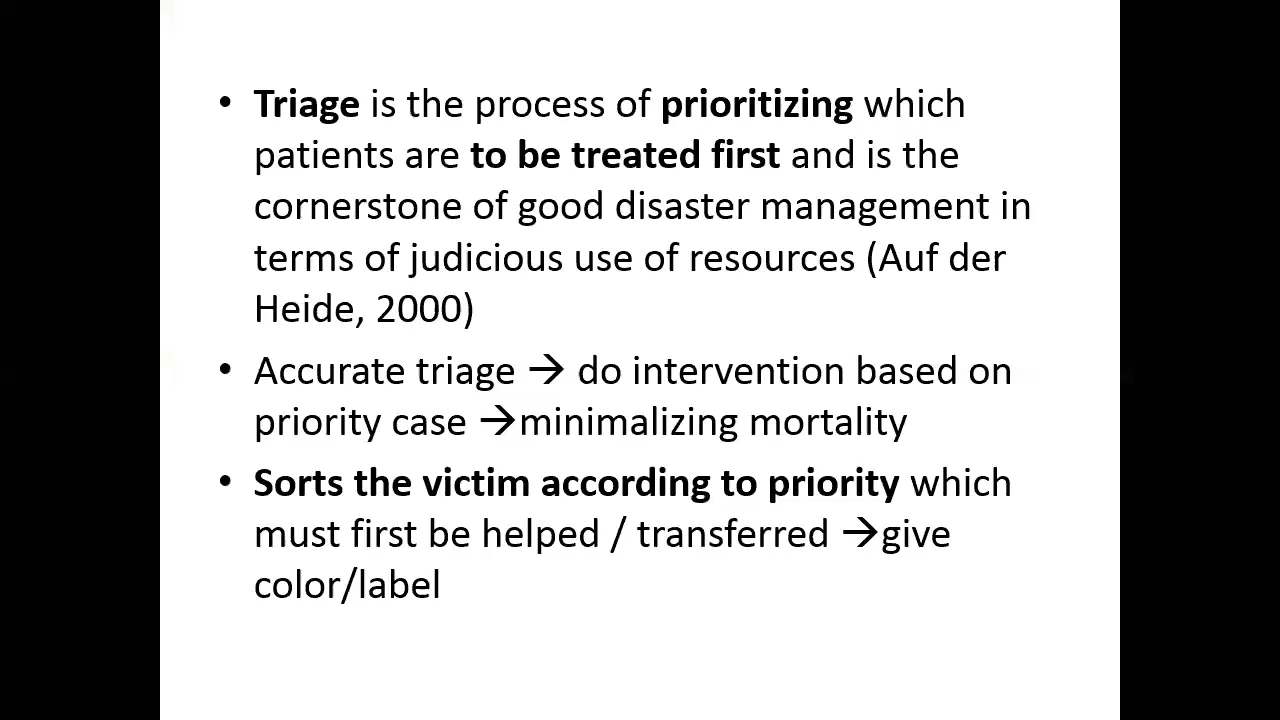 • Triage is the process of prioritizing which
patients are to be treated first and is the
cornerstone of good disaster management in
terms of judicious use of resources (Auf der
Heide, 2000)
• Accurate triage → do intervention based on
priority case →minimalizing mortality
• Sorts the victim according to priority which
must first be helped / transferred →give
color/label